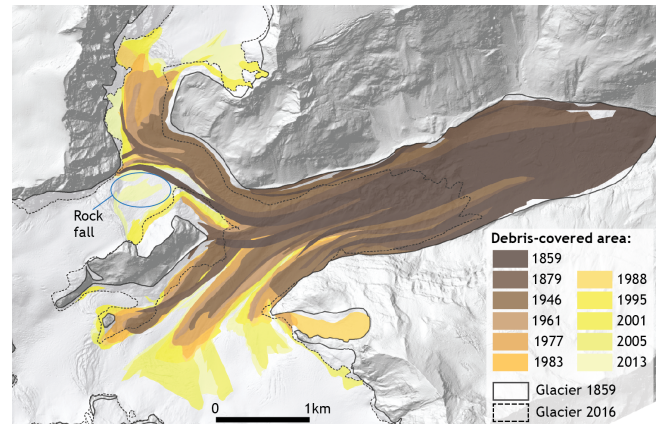 Rock
fall
Debris-covered area:
1859
1879
1946
1961
1977
1983
1988
1995
2001
2005
2013
Glacier 1859
Glacier 2016
0 1km